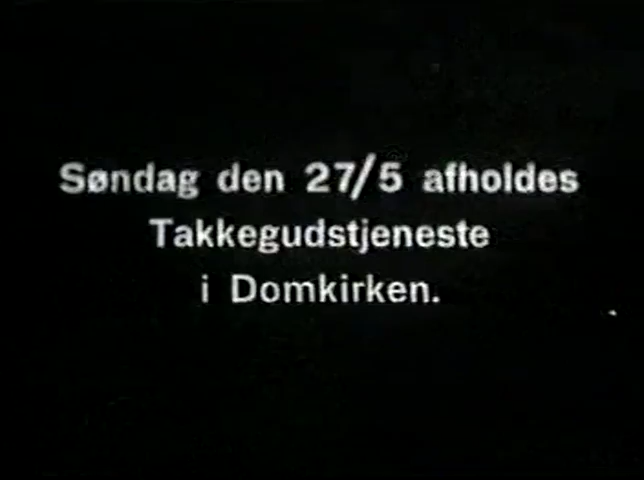 Søndag den 27/5 afholdes
Takkegudstjeneste
i Domkirken.